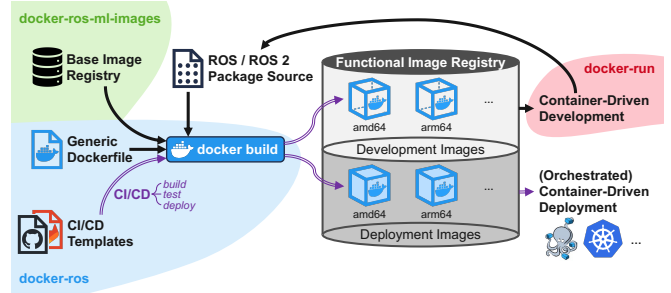 docker-ros-ml-images
Base Image
Registry
ROS / ROS 2
Package Source
Functional Image Registry
docker-run
amd64
arm64
...
Container-Driven
Development
Generic
Dockerfile
docker build
Development Images
CI/CD
build
test
deploy
amd64
arm64
...
(Orchestrated)
Container-Driven
Deployment
CI/CD
Templates
Deployment Images
...
docker-ros